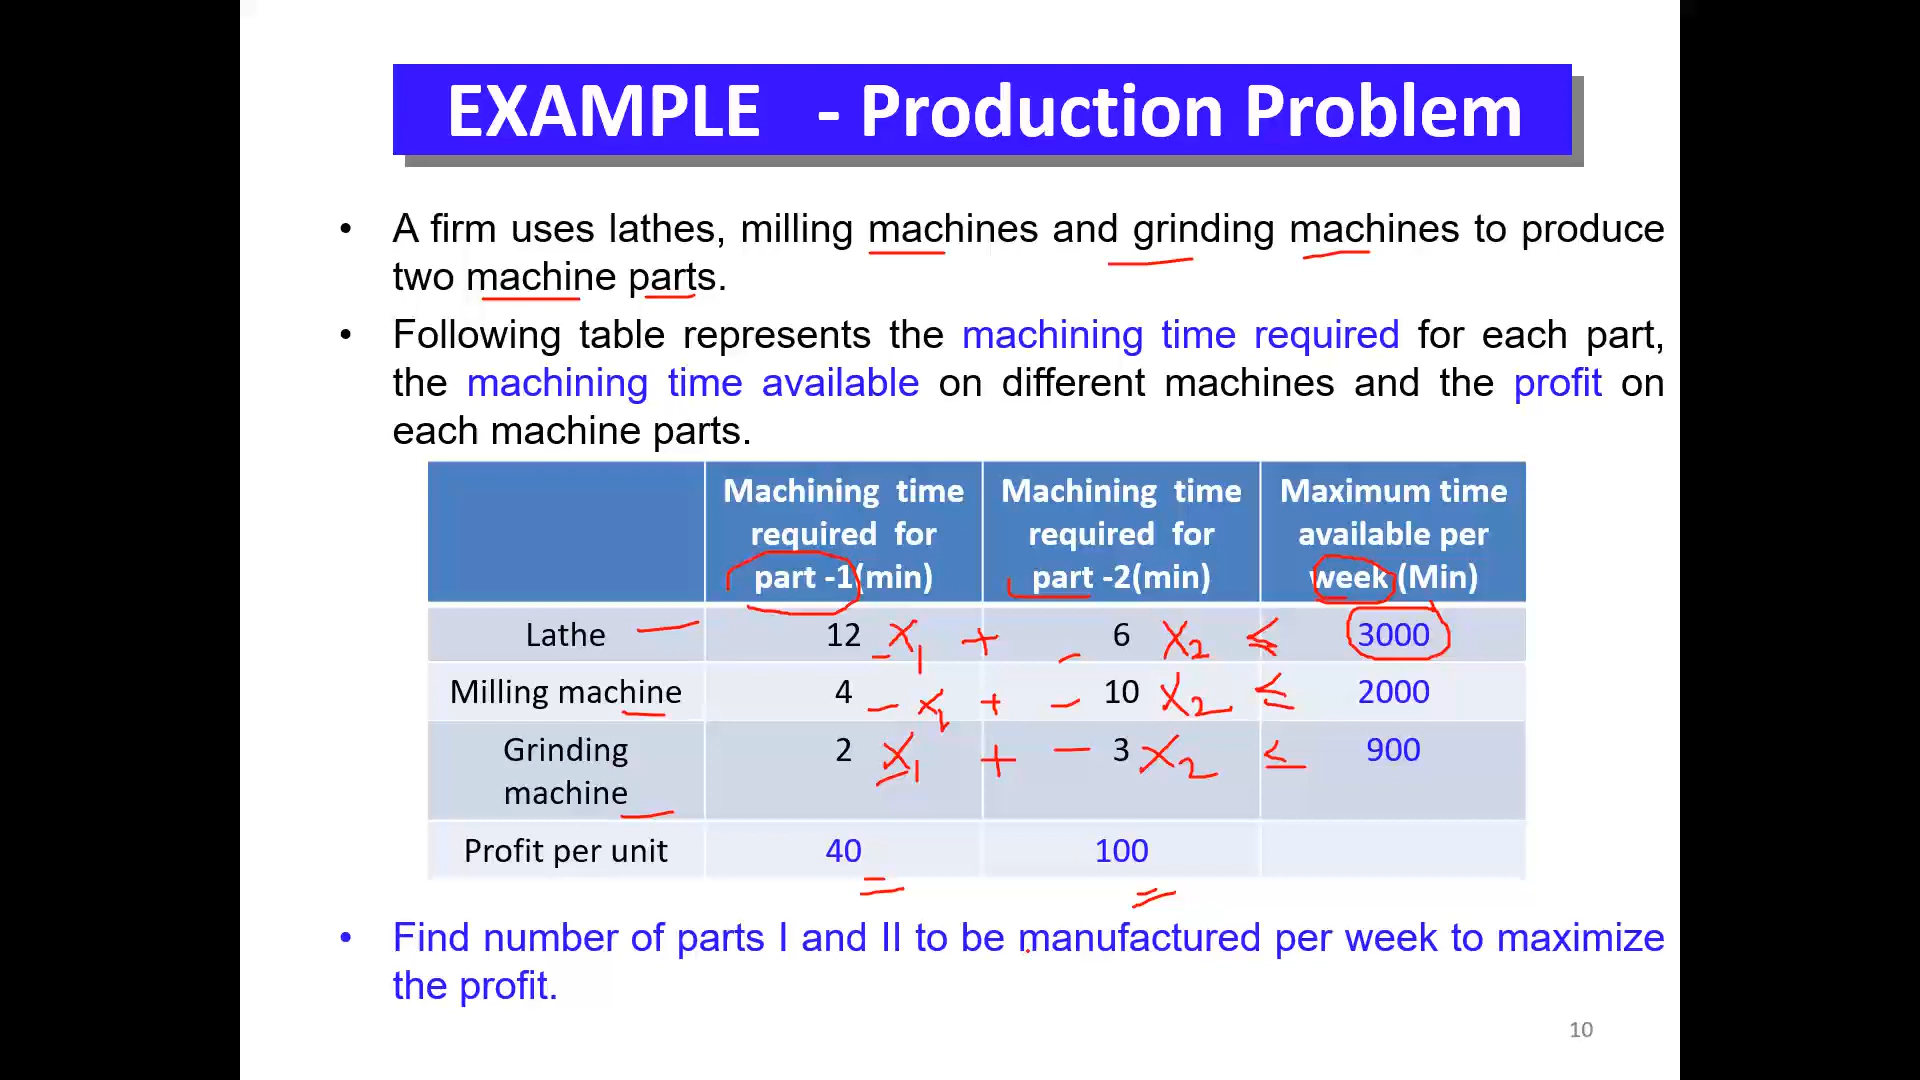 EXAMPLE - Production Problem
• A firm uses lathes, milling machines and grinding machines to produce
two machine parts.
• Following table represents the machining time required for each part,
the machining time available on different machines and the profit on
each machine parts.
Machining time required for part -1(min)
Machining time required for part -2(min)
Maximum time available per week (Min)
Lathe 12 x₁ + 6 x₂ ≤ 3000
Milling machine 4 x₁ + 10 x₂ ≤ 2000
Grinding machine 2 x₁ + 3 x₂ ≤ 900
Profit per unit 40 100
• Find number of parts I and II to be manufactured per week to maximize
the profit.
10